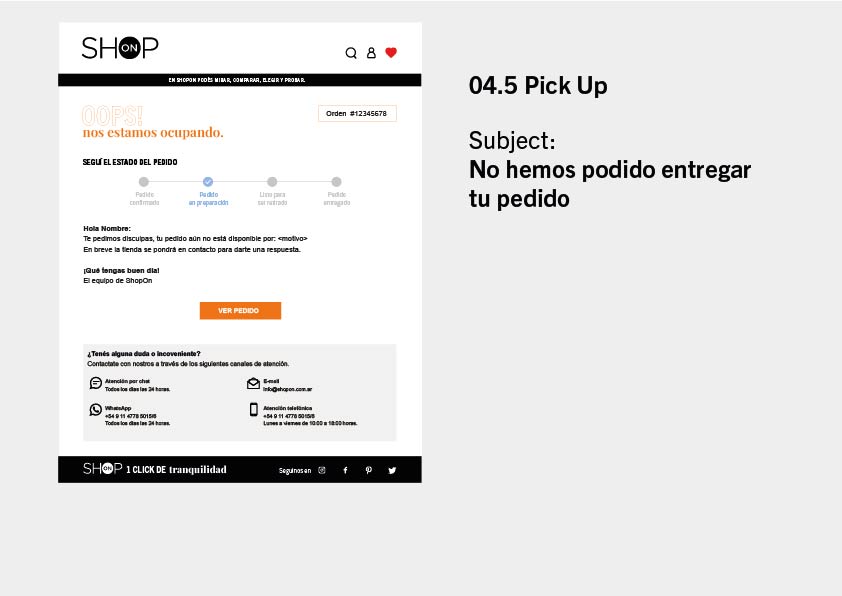 SHOP
ON
EN SHOPON PODÉS MIRAR, COMPARAR, ELEGIR Y PROBAR.
OOPS!
nos estamos ocupando.
Orden #12345678
SEGUÍ EL ESTADO DEL PEDIDO
Pedido confirmado
Pedido en preparación
Listo para ser retirado
Pedido entregado
Hola Nombre:
Te pedimos disculpas, tu pedido aún no está disponible por: <motivo>
En breve la tienda se pondrá en contacto para darte una respuesta.
¡Qué tengas buen día!
El equipo de ShopOn
VER PEDIDO
¿Tenés alguna duda o incoveniente?
Contactate con nostros a través de los siguientes canales de atención.
Atención por chat
Todos los días las 24 horas.
E-mail
info@shopon.com.ar
WhatsApp
+54 9 11 4778 5015/6
Todos los días las 24 horas.
Atención telefónica
+54 9 11 4778 5015/6
Lunes a viernes de 10:00 a 18:00 horas.
SHOP ON 1 CLICK DE tranquilidad
Seguinos en
04.5 Pick Up
Subject:
No hemos podido entregar
tu pedido